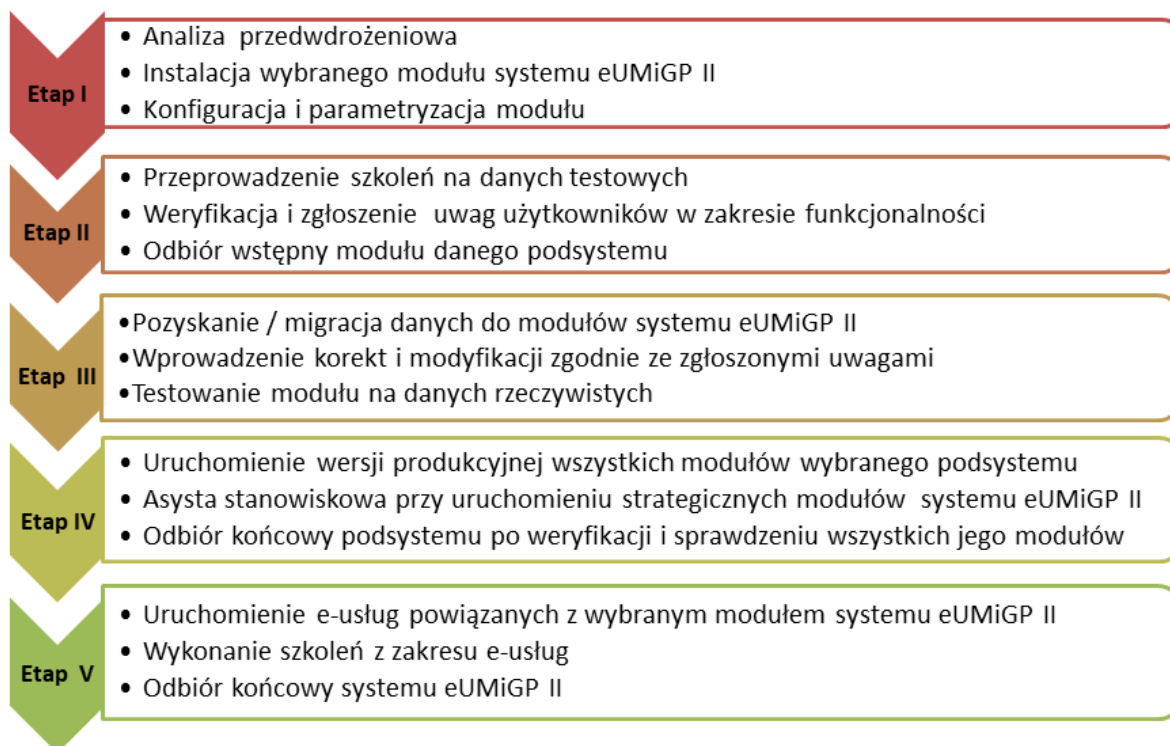 Etap I
• Analiza przedwdrożeniowa
• Instalacja wybranego modułu systemu eUMiGP II
• Konfiguracja i parametryzacja modułu
Etap II
• Przeprowadzenie szkoleń na danych testowych
• Weryfikacja i zgłoszenie uwag użytkowników w zakresie funkcjonalności
• Odbiór wstępny modułu danego podsystemu
Etap III
•Pozyskanie / migracja danych do modułów systemu eUMiGP II
•Wprowadzenie korekt i modyfikacji zgodnie ze zgłoszonymi uwagami
•Testowanie modułu na danych rzeczywistych
Etap IV
• Uruchomienie wersji produkcyjnej wszystkich modułów wybranego podsystemu
• Asysta stanowiskowa przy uruchomieniu strategicznych modułów systemu eUMiGP II
• Odbiór końcowy podsystemu po weryfikacji i sprawdzeniu wszystkich jego modułów
Etap V
• Uruchomienie e-usług powiązanych z wybranym modułem systemu eUMiGP II
• Wykonanie szkoleń z zakresu e-usług
• Odbiór końcowy systemu eUMiGP II